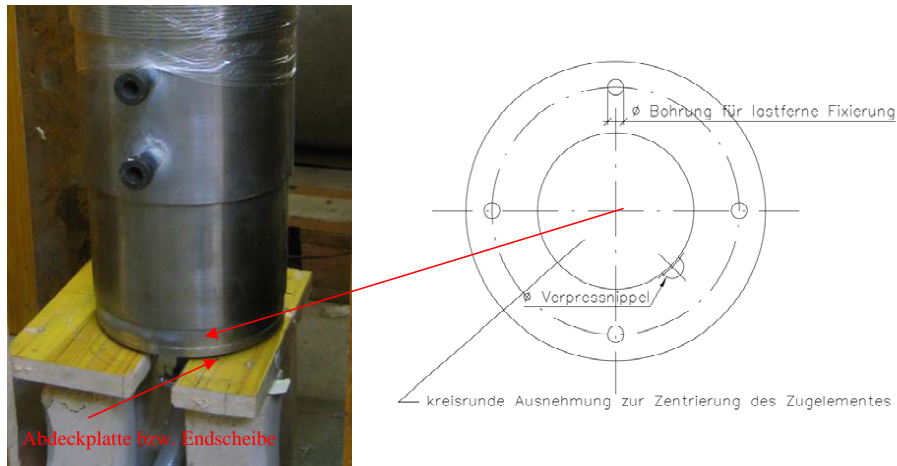 Abdeckplatte bzw. Endscheibe
ø Bohrung für lastferne Fixierung
ø Verpressnippel
kreisrunde Ausnehmung zur Zentrierung des Zugelementes